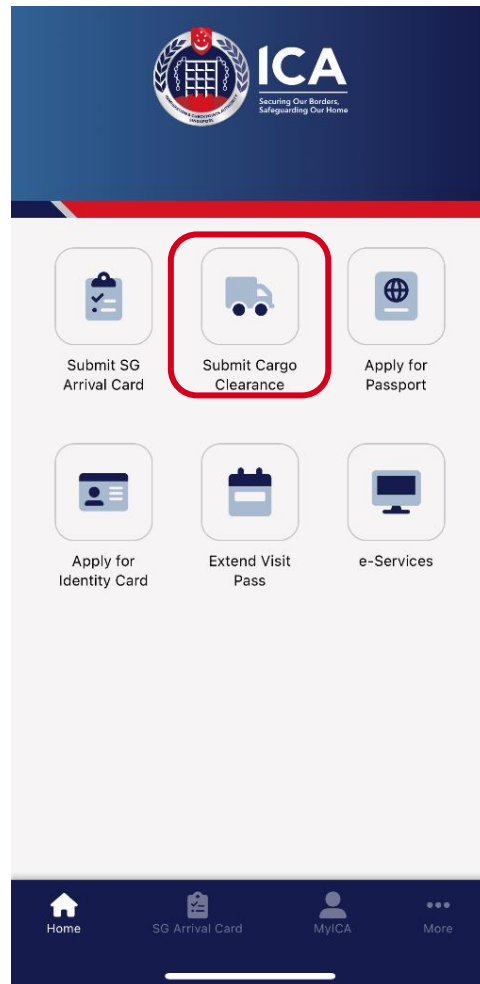 ICA
Securing Our Borders,
Safeguarding Our Home
Submit SG
Arrival Card
Submit Cargo
Clearance
Apply for
Passport
Apply for
Identity Card
Extend Visit
Pass
e-Services
Home
SG Arrival Card
MyICA
More